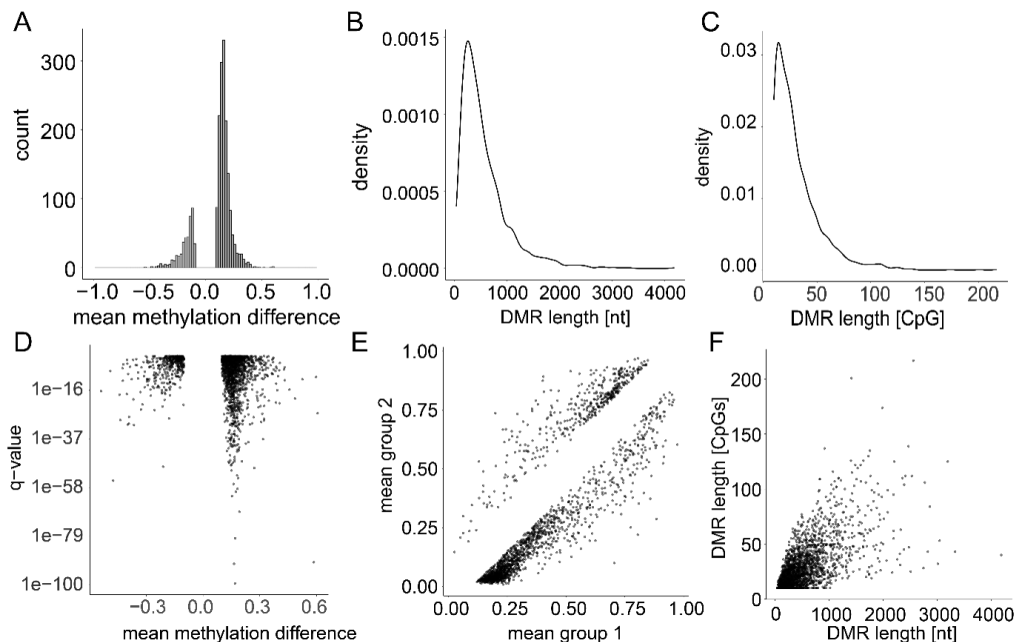 A
count
300
200
100
0
−1.0 −0.5 0.0 0.5 1.0
mean methylation difference
B
density
0.0015
0.0010
0.0005
0.0000
0 1000 2000 3000 4000
DMR length [nt]
C
density
0.03
0.02
0.01
0.00
0 50 100 150 200
DMR length [CpG]
D
q−value
1e−16
1e−37
1e−58
1e−79
1e−100
−0.3 0.0 0.3 0.6
mean methylation difference
E
mean group 2
1.00
0.75
0.50
0.25
0.00
0.00 0.25 0.50 0.75 1.00
mean group 1
F
DMR length [CpGs]
200
150
100
50
0
0 1000 2000 3000 4000
DMR length [nt]